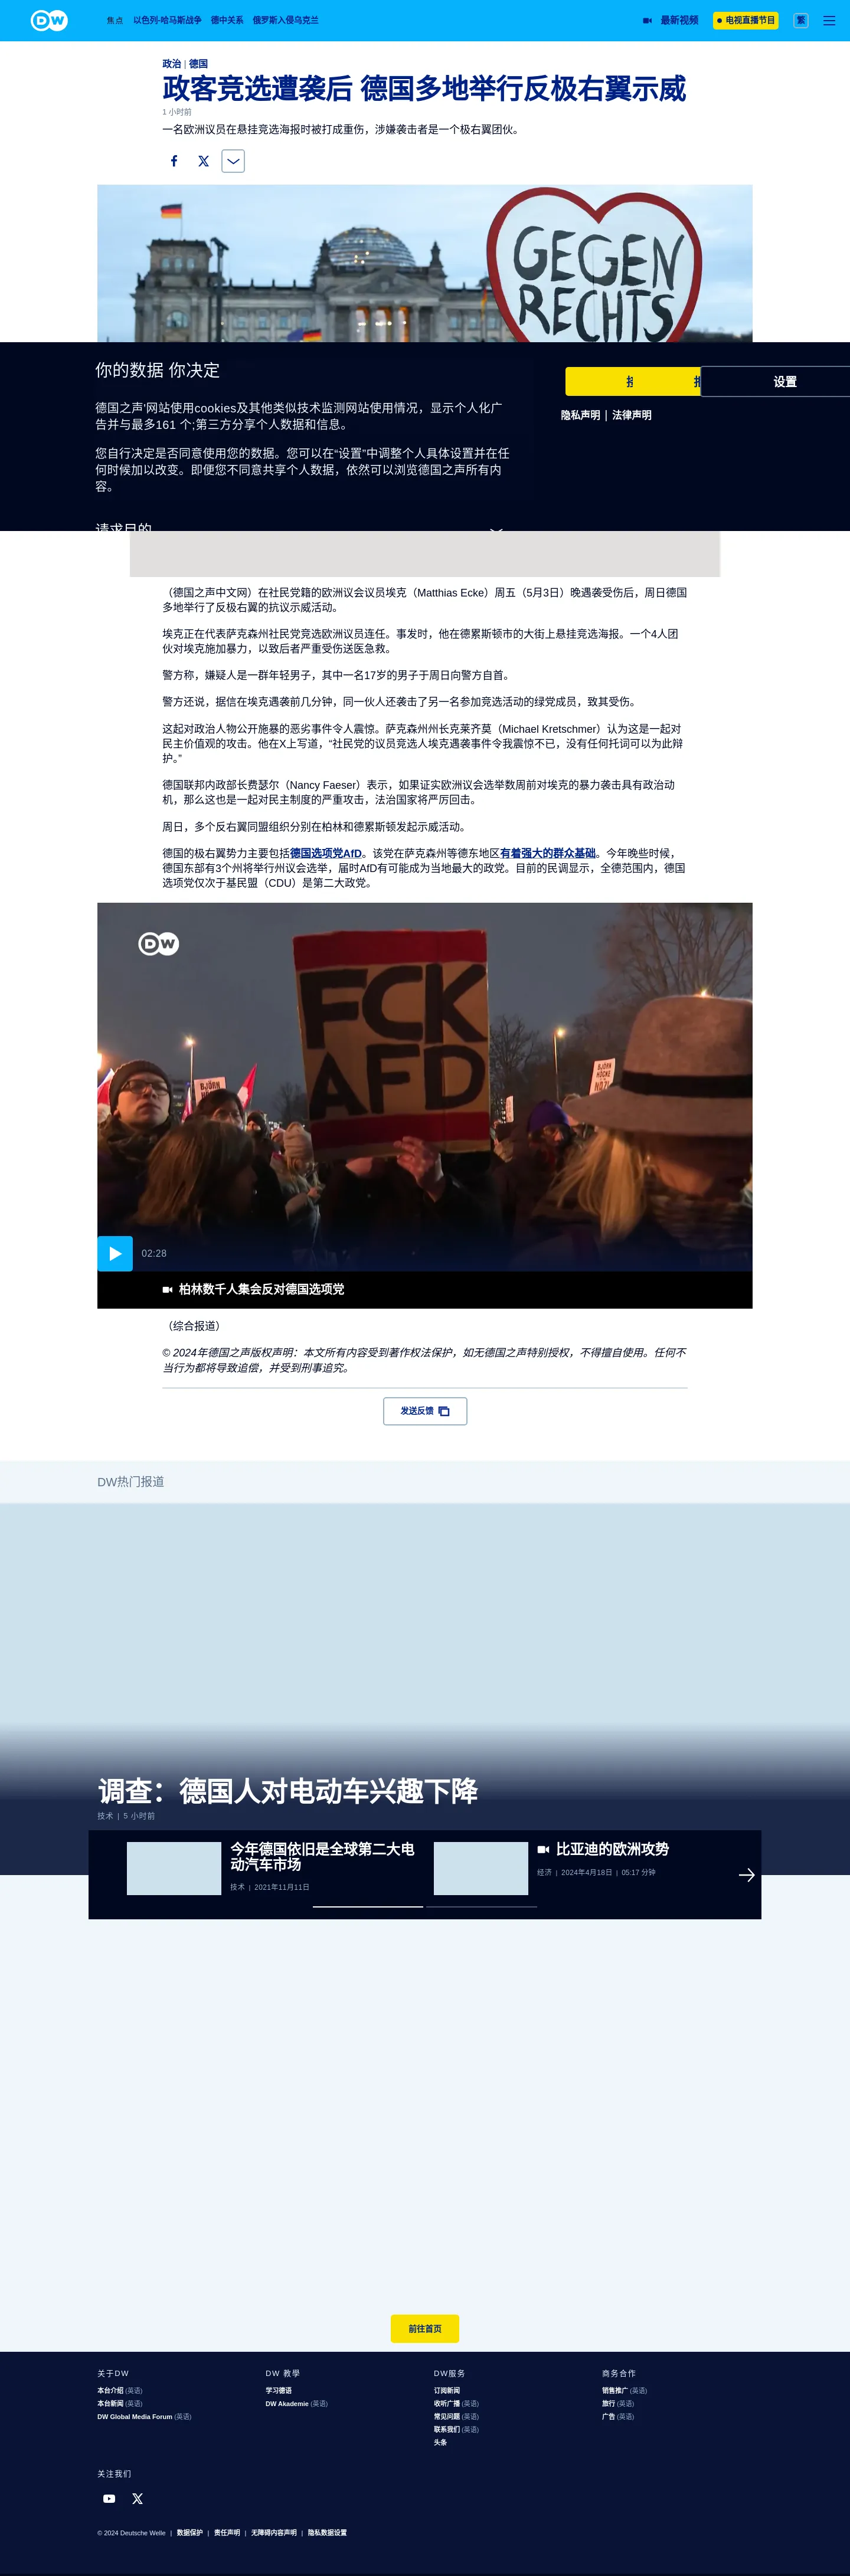 DW
焦点 以色列-哈马斯战争 德中关系 俄罗斯入侵乌克兰
最新视频 电视直播节目 繁
政治 | 德国
政客竞选遭袭后 德国多地举行反极右翼示威
1 小时前
一名欧洲议员在悬挂竞选海报时被打成重伤，涉嫌袭击者是一个极右翼团伙。
GEGEN
RECHTS
你的数据 你决定
设置
德国之声'网站使用cookies及其他类似技术监测网站使用情况，显示个人化广
告并与最多161 个;第三方分享个人数据和信息。
隐私声明 | 法律声明
您自行决定是否同意使用您的数据。您可以在“设置”中调整个人具体设置并在任
何时候加以改变。即便您不同意共享个人数据，依然可以浏览德国之声所有内
容。
请求目的
（德国之声中文网）在社民党籍的欧洲议会议员埃克（Matthias Ecke）周五（5月3日）晚遇袭受伤后，周日德国
多地举行了反极右翼的抗议示威活动。
埃克正在代表萨克森州社民党竞选欧洲议员连任。事发时，他在德累斯顿市的大街上悬挂竞选海报。一个4人团
伙对埃克施加暴力，以致后者严重受伤送医急救。
警方称，嫌疑人是一群年轻男子，其中一名17岁的男子于周日向警方自首。
警方还说，据信在埃克遇袭前几分钟，同一伙人还袭击了另一名参加竞选活动的绿党成员，致其受伤。
这起对政治人物公开施暴的恶劣事件令人震惊。萨克森州州长克莱齐莫（Michael Kretschmer）认为这是一起对
民主价值观的攻击。他在X上写道，“社民党的议员竞选人埃克遇袭事件令我震惊不已，没有任何托词可以为此辩
护。”
德国联邦内政部长费瑟尔（Nancy Faeser）表示，如果证实欧洲议会选举数周前对埃克的暴力袭击具有政治动
机，那么这也是一起对民主制度的严重攻击，法治国家将严厉回击。
周日，多个反右翼同盟组织分别在柏林和德累斯顿发起示威活动。
德国的极右翼势力主要包括德国选项党AfD。该党在萨克森州等德东地区有着强大的群众基础。今年晚些时候，
德国东部有3个州将举行州议会选举，届时AfD有可能成为当地最大的政党。目前的民调显示，全德范围内，德国
选项党仅次于基民盟（CDU）是第二大政党。
DW
FCK
AFD
BJÖRN
BJÖRN
HÖCKE
02:28
柏林数千人集会反对德国选项党
（综合报道）
© 2024年德国之声版权声明：本文所有内容受到著作权法保护，如无德国之声特别授权，不得擅自使用。任何不
当行为都将导致追偿，并受到刑事追究。
发送反馈
DW热门报道
调查：德国人对电动车兴趣下降
技术 | 5 小时前
今年德国依旧是全球第二大电
动汽车市场
技术 | 2021年11月11日
比亚迪的欧洲攻势
经济 | 2024年4月18日 | 05:17 分钟
前往首页
关于DW
本台介绍 (英语)
本台新闻 (英语)
DW Global Media Forum (英语)
DW 教學
学习德语
DW Akademie (英语)
DW服务
订阅新闻
收听广播 (英语)
常见问题 (英语)
联系我们 (英语)
头条
商务合作
销售推广 (英语)
旅行 (英语)
广告 (英语)
关注我们
© 2024 Deutsche Welle | 数据保护 | 责任声明 | 无障碍内容声明 | 隐私数据设置